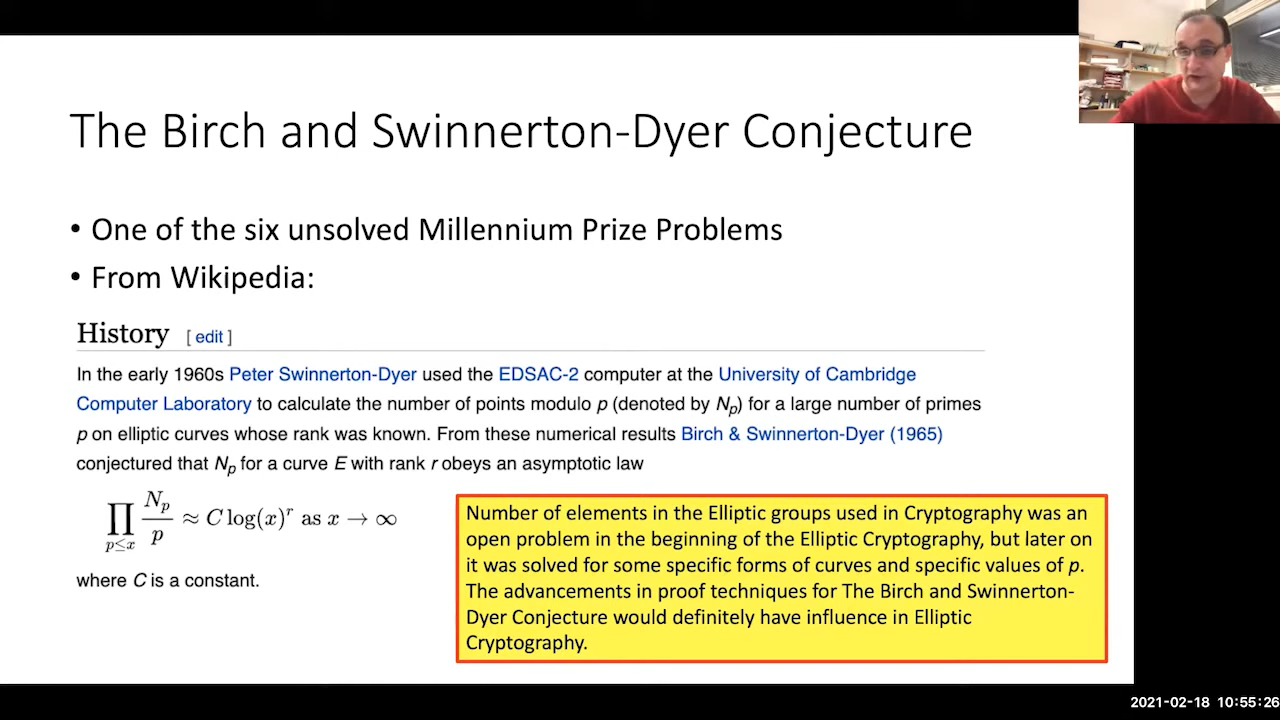 The Birch and Swinnerton-Dyer Conjecture
• One of the six unsolved Millennium Prize Problems
• From Wikipedia:
History [ edit ]
In the early 1960s Peter Swinnerton-Dyer used the EDSAC-2 computer at the University of Cambridge
Computer Laboratory to calculate the number of points modulo p (denoted by Nₚ) for a large number of primes
p on elliptic curves whose rank was known. From these numerical results Birch & Swinnerton-Dyer (1965)
conjectured that Nₚ for a curve E with rank r obeys an asymptotic law
∏_{p≤x} Nₚ/p ≈ C log(x)^r as x → ∞
where C is a constant.
Number of elements in the Elliptic groups used in Cryptography was an
open problem in the beginning of the Elliptic Cryptography, but later on
it was solved for some specific forms of curves and specific values of p.
The advancements in proof techniques for The Birch and Swinnerton-
Dyer Conjecture would definitely have influence in Elliptic
Cryptography.
2021-02-18 10:55:26